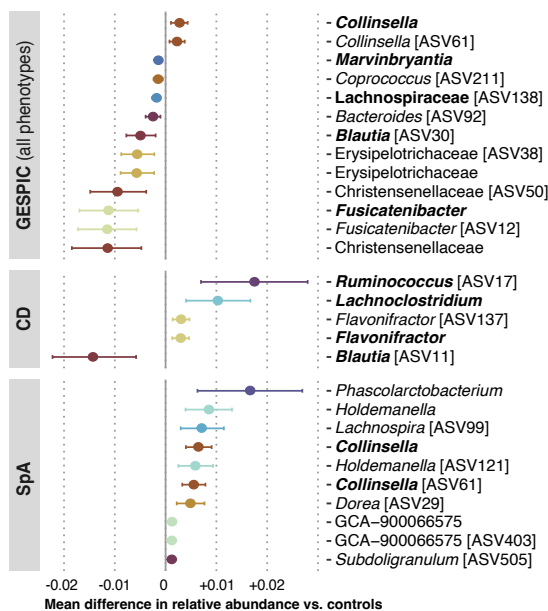 GESPIC (all phenotypes)
- Collinsella
- Collinsella [ASV61]
- Marvinbryantia
- Coprococcus [ASV211]
- Lachnospiraceae [ASV138]
- Bacteroides [ASV92]
- Blautia [ASV30]
- Erysipelotrichaceae [ASV38]
- Erysipelotrichaceae
- Christensenellaceae [ASV50]
- Fusicatenibacter
- Fusicatenibacter [ASV12]
- Christensenellaceae
CD
- Ruminococcus [ASV17]
- Lachnoclostridium
- Flavonifractor [ASV137]
- Flavonifractor
- Blautia [ASV11]
SpA
- Phascolarctobacterium
- Holdemanella
- Lachnospira [ASV99]
- Collinsella
- Holdemanella [ASV121]
- Collinsella [ASV61]
- Dorea [ASV29]
- GCA−900066575
- GCA−900066575 [ASV403]
- Subdoligranulum [ASV505]
-0.02 -0.01 0 +0.01 +0.02
Mean difference in relative abundance vs. controls